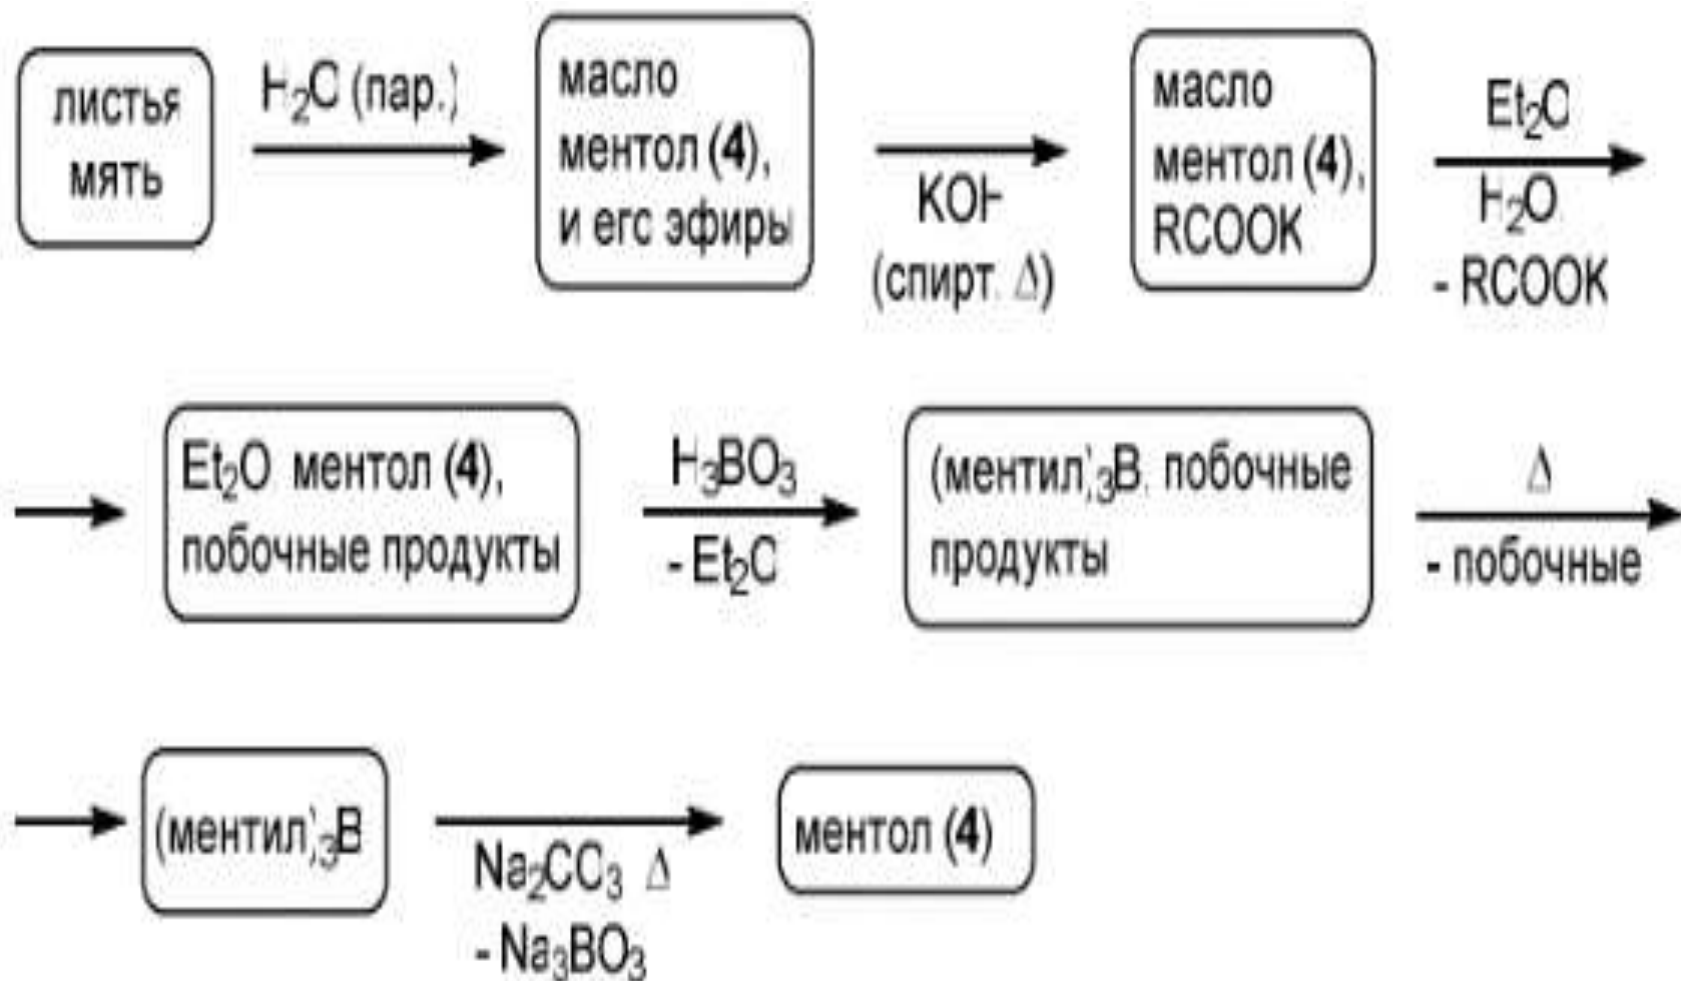 листья
мять
H₂C (пар.)
масло
ментол (4),
и егс эфиры
KOH
(спирт. Δ)
масло
ментол (4),
RCOOK
Et₂C
H₂O
- RCOOK
Et₂O ментол (4),
побочные продукты
H₃BO₃
- Et₂C
(ментил)₃B, побочные
продукты
Δ
- побочные
(ментил)₃B
Na₂CC₃ Δ
- Na₃BO₃
ментол (4)